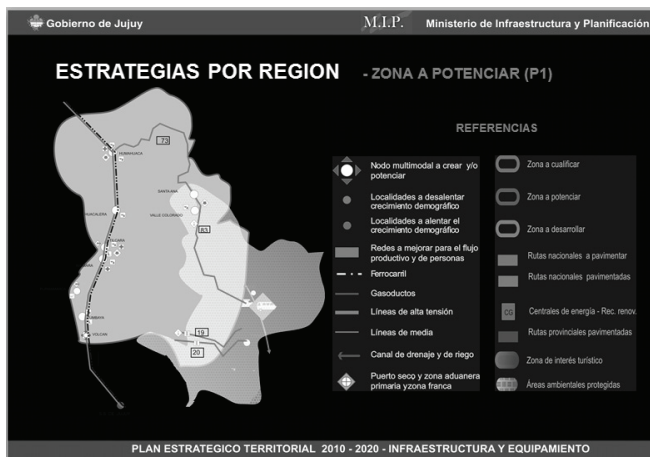 Gobierno de Jujuy
M.I.P. Ministerio de Infraestructura y Planificación
ESTRATEGIAS POR REGION - ZONA A POTENCIAR (P1)
73
HUMAHUACA
SANTA ANA
VALLE COLORADO
83
19
20
VOLCAN
REFERENCIAS
Nodo multimodal a crear y/o
potenciar
Localidades a desalentar
crecimiento demográfico
Localidades a alentar el
crecimiento demográfico
Redes a mejorar para el flujo
productivo y de personas
Ferrocarril
Gasoductos
Líneas de alta tensión
Líneas de media
Canal de drenaje y de riego
Puerto seco y zona aduanera
primaria yzona franca
Zona a cualificar
Zona a potenciar
Zona a desarrollar
Rutas nacionales a pavimentar
Rutas nacionales pavimentadas
CG Centrales de energía - Rec. renov.
Rutas provinciales pavimentadas
Zona de interés turístico
Áreas ambientales protegidas
PLAN ESTRATEGICO TERRITORIAL 2010 - 2020 - INFRAESTRUCTURA Y EQUIPAMIENTO